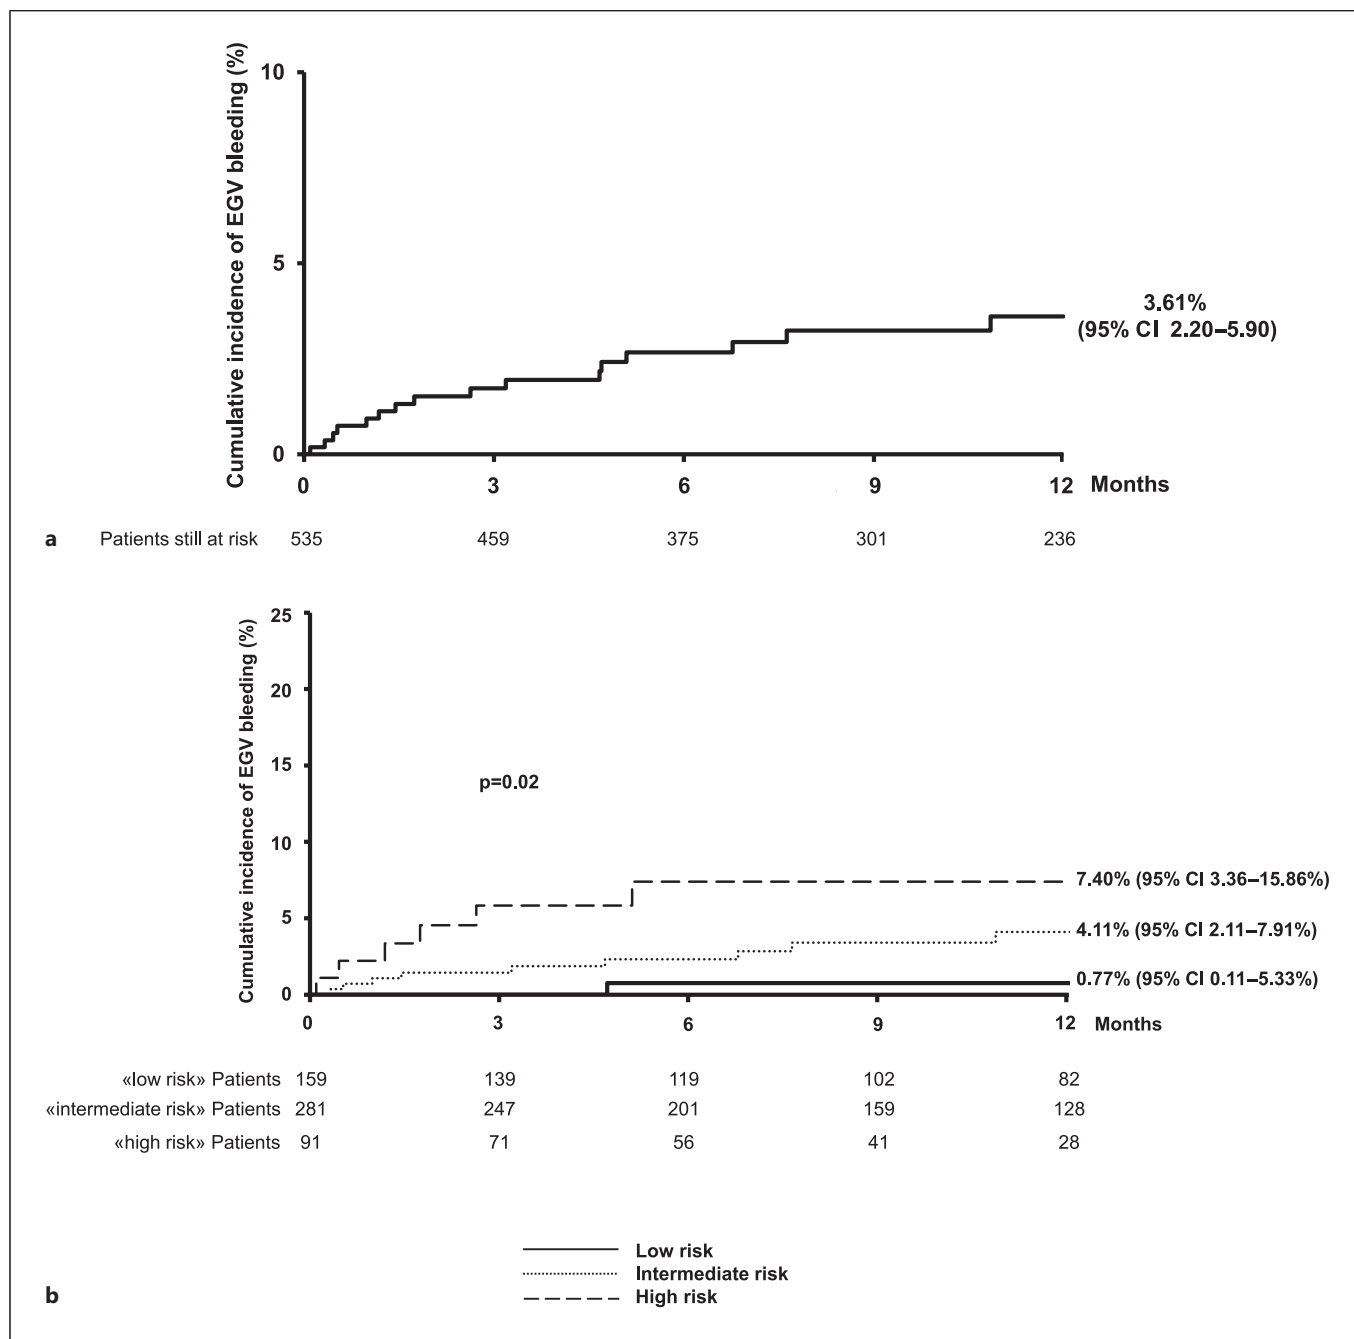 Cumulative incidence of EGV bleeding (%)
10
5
0
3.61%
(95% CI 2.20–5.90)
0 3 6 9 12 Months
a Patients still at risk 535 459 375 301 236
Cumulative incidence of EGV bleeding (%)
25
20
15
10
5
0
p=0.02
7.40% (95% CI 3.36–15.86%)
4.11% (95% CI 2.11–7.91%)
0.77% (95% CI 0.11–5.33%)
0 3 6 9 12 Months
«low risk» Patients 159 139 119 102 82
«intermediate risk» Patients 281 247 201 159 128
«high risk» Patients 91 71 56 41 28
Low risk
Intermediate risk
High risk
b